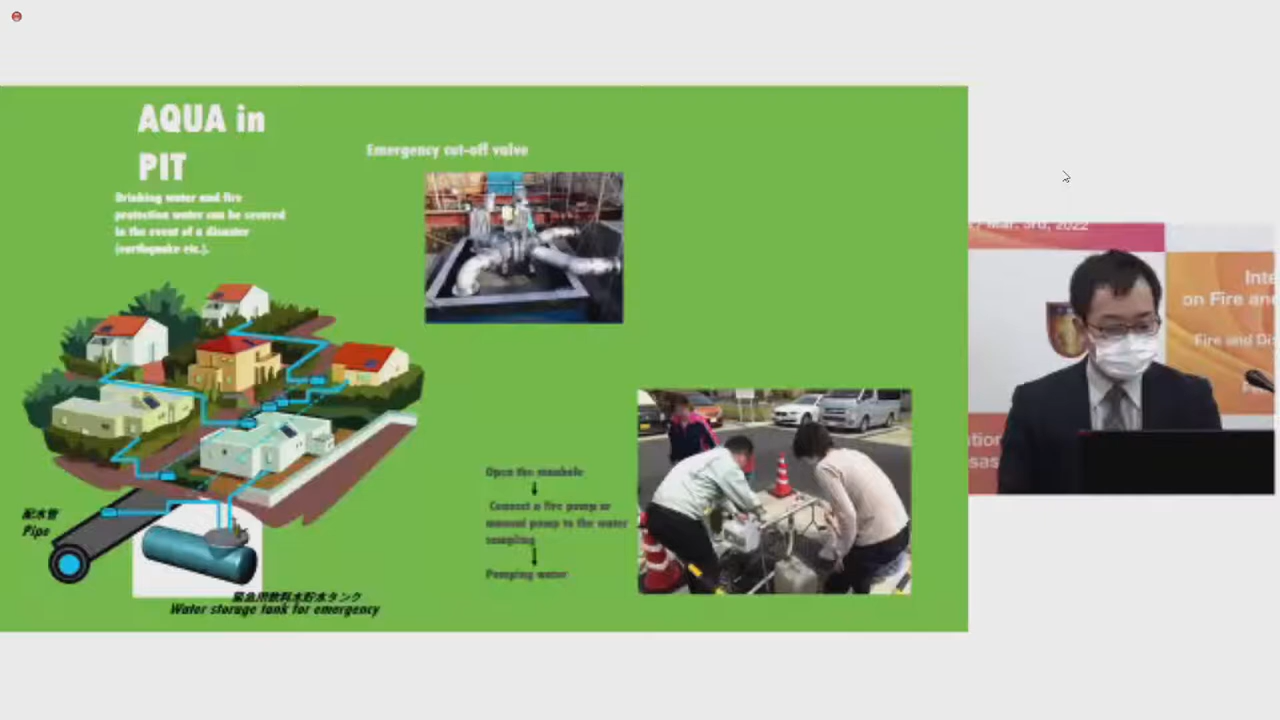 AQUA in
PIT
Drinking water and fire
protection water can be secured
in the event of a disaster
(earthquake etc.).
Emergency cut-off valve
Open the manhole
Connect a fire pump or
manual pump to the water
sampling
Pumping water
配水管
Pipe
緊急用飲料水貯水タンク
Water storage tank for emergency
Mar. 3rd, 2022
Inte
on Fire and
Fire and Dis